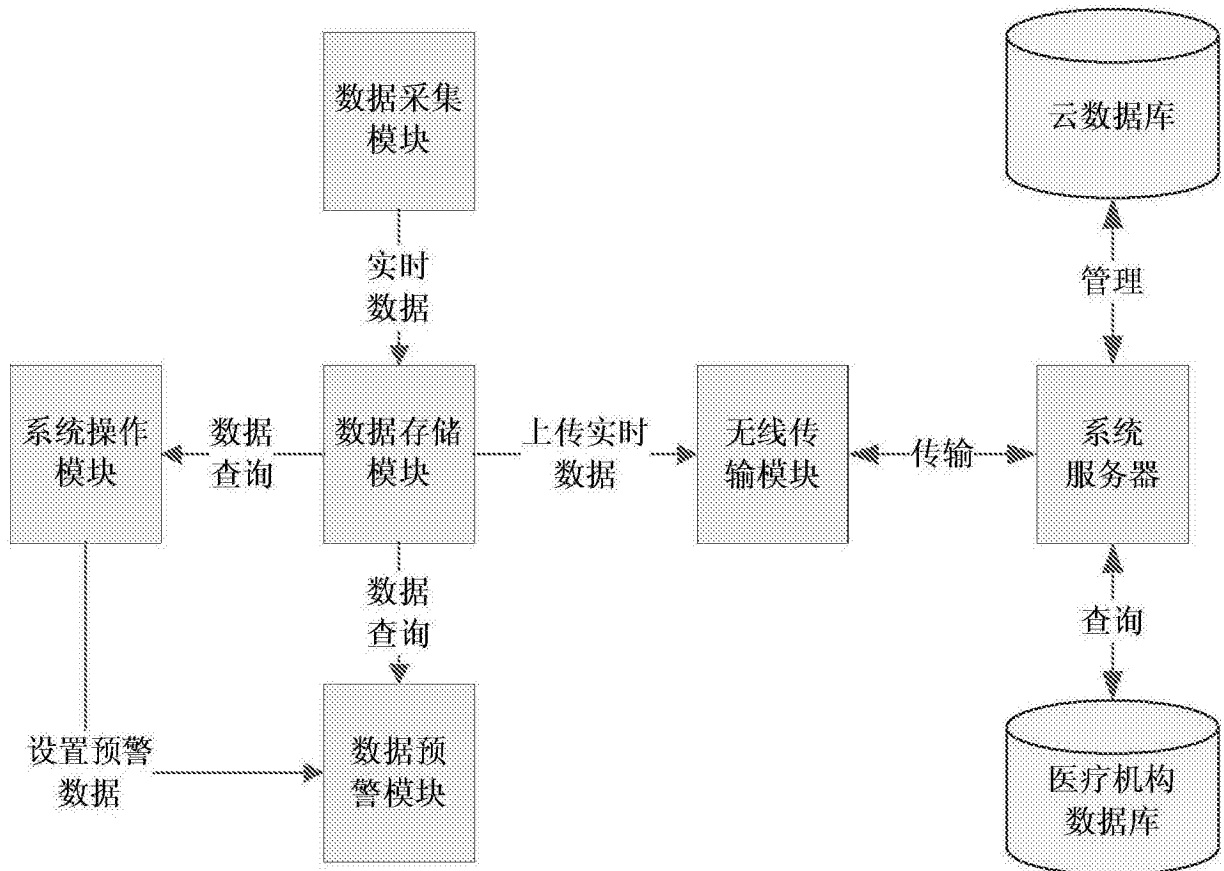 数据采集
模块
云数据库
实时
数据
管理
系统操作
模块
数据
查询
数据存储
模块
上传实时
数据
无线传
输模块
传输
系统
服务器
数据
查询
查询
设置预警
数据
数据预
警模块
医疗机构
数据库